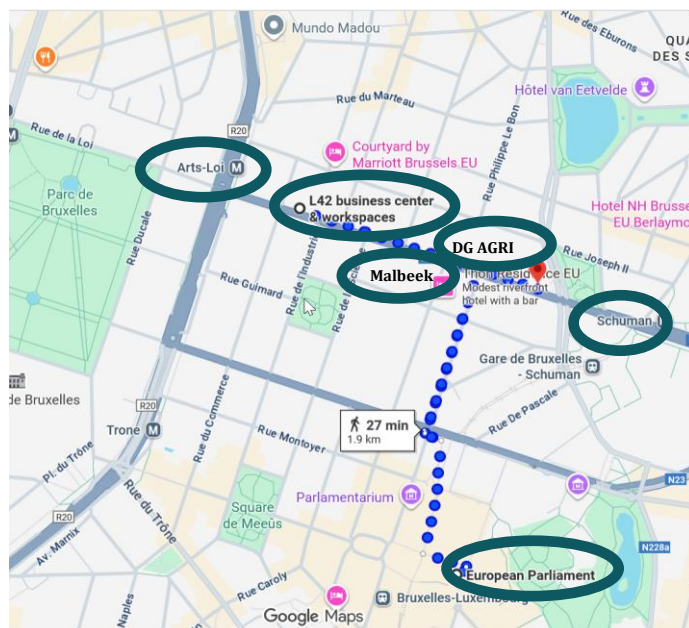 Rue des Eburons
QUA
DES S
Mundo Madou
Hôtel van Eetvelde
Rue du Marteau
R20
Rue de la Loi
Arts-Loi
M
Courtyard by
Marriott Brussels EU
Rue Philippe Le Bon
Parc de
Bruxelles
Rue Ducale
L42 business center
& workspaces
Hotel NH Brusse
EU Berlaymo
DG AGRI
Rue Joseph II
Malbeek
Thon Residence EU
Modest riverfront
hotel with a bar
Rue Guimard
Rue de l'Industrie
Rue de la Science
Schuman
Gare de Bruxelles
- Schuman
de Bruxelles
Rue du Commerce
R20
Trone
M
27 min
1.9 km
Rue De Pascale
Rue Montoyer
Pl. du Trône
Rue du Trône
Parlamentarium
N23
R20
Square
de Meeûs
Av. Marnix
N228a
European Parliament
Rue Caroly
Bruxelles-Luxembourg
Naples
Google Maps